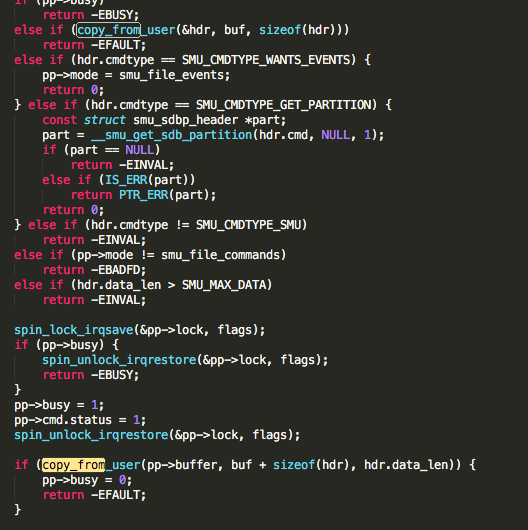 if (pp->busy)
return -EBUSY;
else if (copy_from_user(&hdr, buf, sizeof(hdr)))
return -EFAULT;
else if (hdr.cmdtype == SMU_CMDTYPE_WANTS_EVENTS) {
pp->mode = smu_file_events;
return 0;
} else if (hdr.cmdtype == SMU_CMDTYPE_GET_PARTITION) {
const struct smu_sdbp_header *part;
part = __smu_get_sdb_partition(hdr.cmd, NULL, 1);
if (part == NULL)
return -EINVAL;
else if (IS_ERR(part))
return PTR_ERR(part);
return 0;
} else if (hdr.cmdtype != SMU_CMDTYPE_SMU)
return -EINVAL;
else if (pp->mode != smu_file_commands)
return -EBADFD;
else if (hdr.data_len > SMU_MAX_DATA)
return -EINVAL;
spin_lock_irqsave(&pp->lock, flags);
if (pp->busy) {
spin_unlock_irqrestore(&pp->lock, flags);
return -EBUSY;
}
pp->busy = 1;
pp->cmd.status = 1;
spin_unlock_irqrestore(&pp->lock, flags);
if (copy_from_user(pp->buffer, buf + sizeof(hdr), hdr.data_len)) {
pp->busy = 0;
return -EFAULT;
}